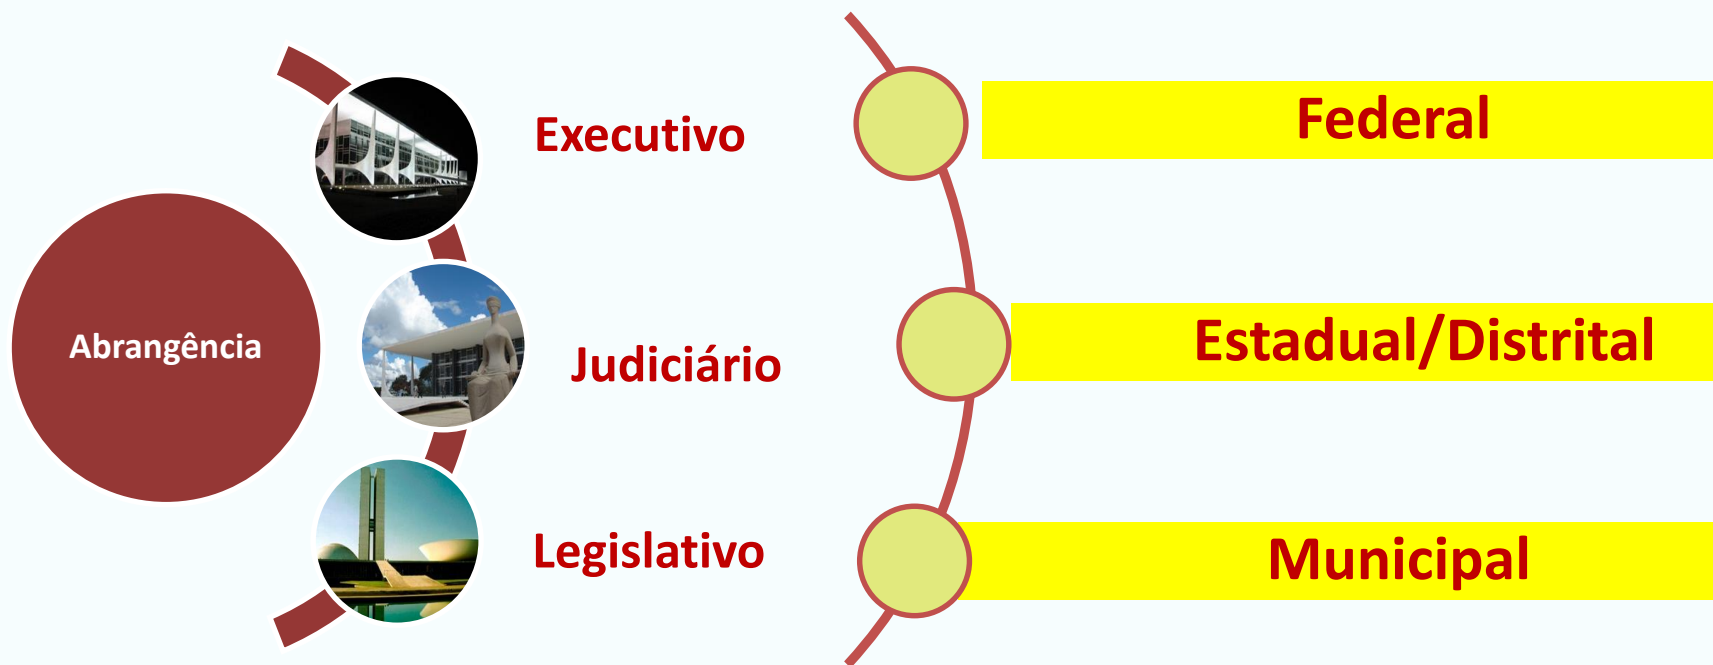 Abrangência
Executivo
Judiciário
Legislativo
Federal
Estadual/Distrital
Municipal